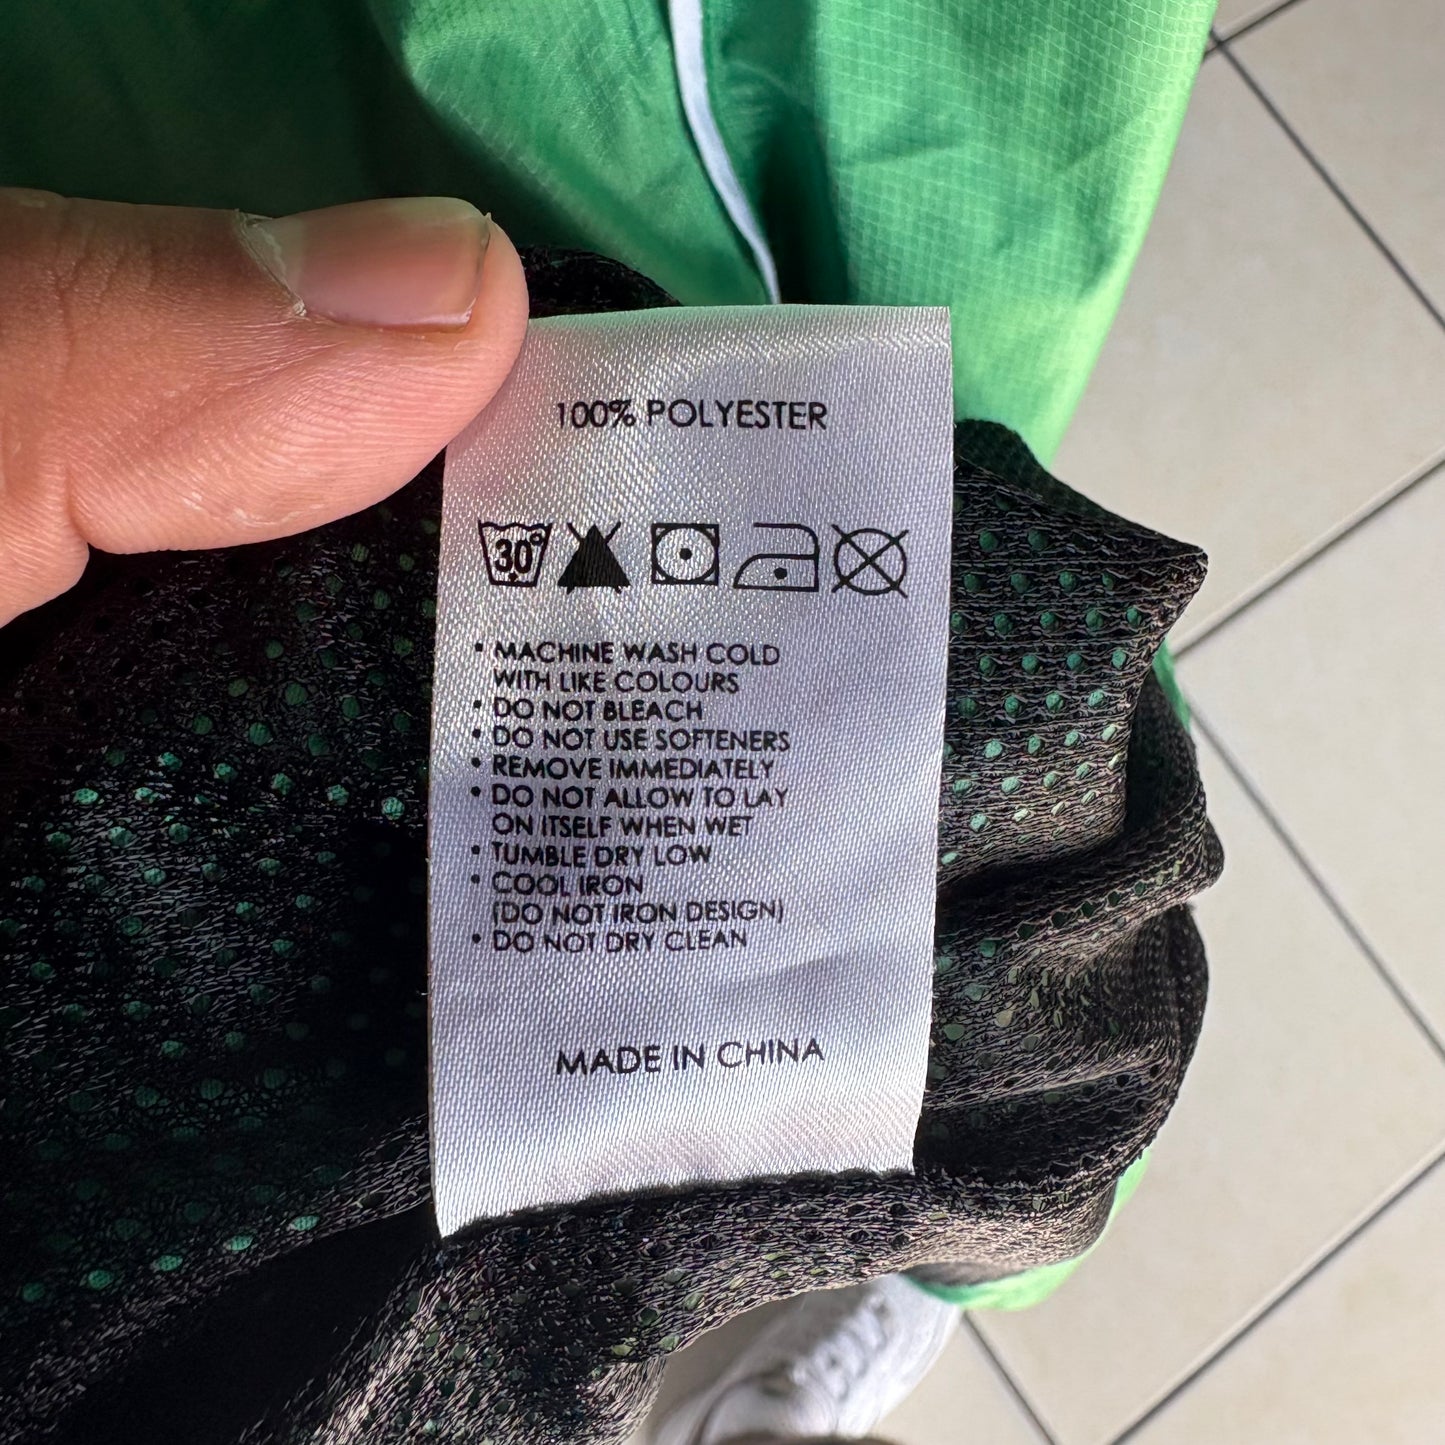 100% POLYESTER
30°
• MACHINE WASH COLD
WITH LIKE COLOURS
• DO NOT BLEACH
• DO NOT USE SOFTENERS
• REMOVE IMMEDIATELY
• DO NOT ALLOW TO LAY
ON ITSELF WHEN WET
• TUMBLE DRY LOW
• COOL IRON
(DO NOT IRON DESIGN)
• DO NOT DRY CLEAN
MADE IN CHINA